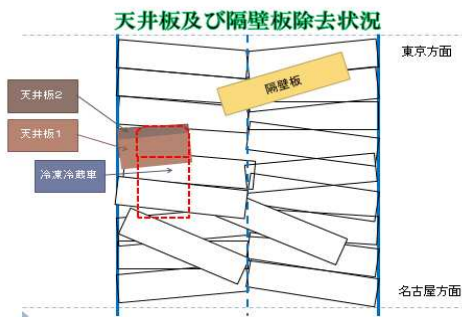 天井板及び隔壁板除去状況
東京方面
隔壁板
天井板2
天井板1
冷凍冷蔵車
名古屋方面